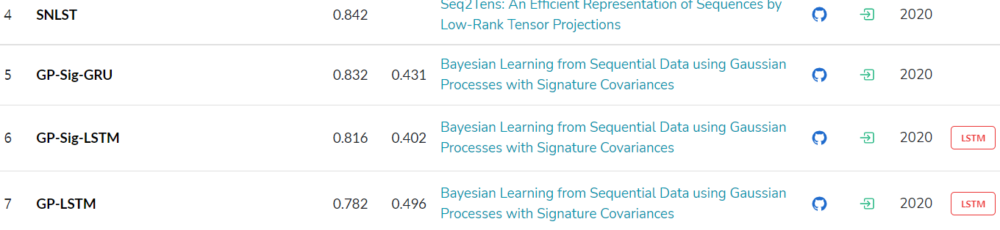 Seq2Tens: An Efficient Representation of Sequences by
4 SNLST 0.842 2020
Low-Rank Tensor Projections
Bayesian Learning from Sequential Data using Gaussian
5 GP-Sig-GRU 0.832 0.431 2020
Processes with Signature Covariances
Bayesian Learning from Sequential Data using Gaussian
6 GP-Sig-LSTM 0.816 0.402 2020 LSTM
Processes with Signature Covariances
Bayesian Learning from Sequential Data using Gaussian
7 GP-LSTM 0.782 0.496 2020 LSTM
Processes with Signature Covariances